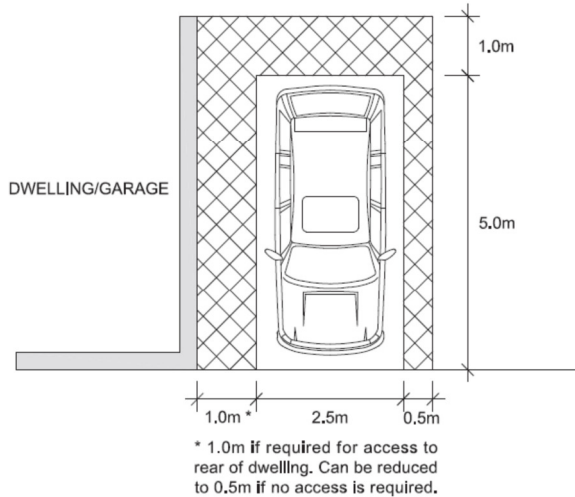 1.0m
DWELLING/GARAGE
5.0m
1.0m * 2.5m 0.5m
* 1.0m if required for access to
rear of dwelling. Can be reduced
to 0.5m if no access is required.